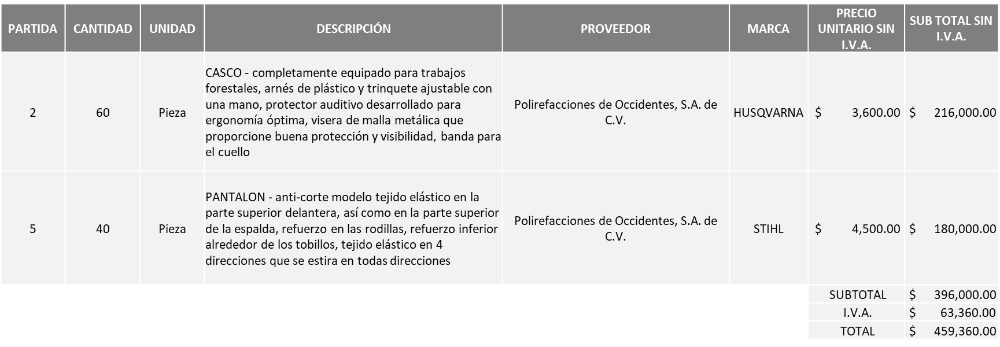 PARTIDA CANTIDAD UNIDAD DESCRIPCIÓN PROVEEDOR MARCA PRECIO UNITARIO SIN I.V.A. SUB TOTAL SIN I.V.A.
2 60 Pieza
CASCO - completamente equipado para trabajos
forestales, arnés de plástico y trinquete ajustable con
una mano, protector auditivo desarrollado para
ergonomía óptima, visera de malla metálica que
proporcione buena protección y visibilidad, banda para
el cuello
Polirefacciones de Occidentes, S.A. de
C.V.
HUSQVARNA $ 3,600.00 $ 216,000.00
5 40 Pieza
PANTALON - anti-corte modelo tejido elástico en la
parte superior delantera, así como en la parte superior
de la espalda, refuerzo en las rodillas, refuerzo inferior
alrededor de los tobillos, tejido elástico en 4
direcciones que se estira en todas direcciones
Polirefacciones de Occidentes, S.A. de
C.V.
STIHL $ 4,500.00 $ 180,000.00
SUBTOTAL $ 396,000.00
I.V.A. $ 63,360.00
TOTAL $ 459,360.00